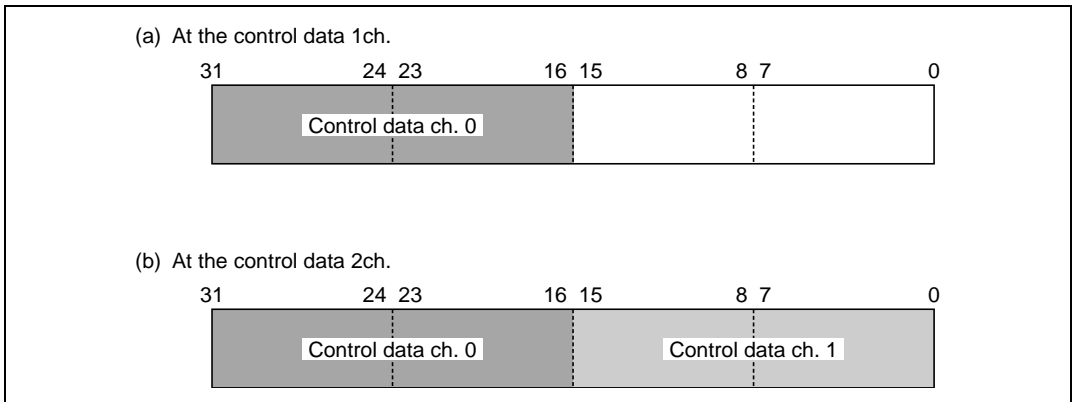 (a) At the control data 1ch.
31 24 23 16 15 8 7 0
Control data ch. 0
(b) At the control data 2ch.
31 24 23 16 15 8 7 0
Control data ch. 0 Control data ch. 1